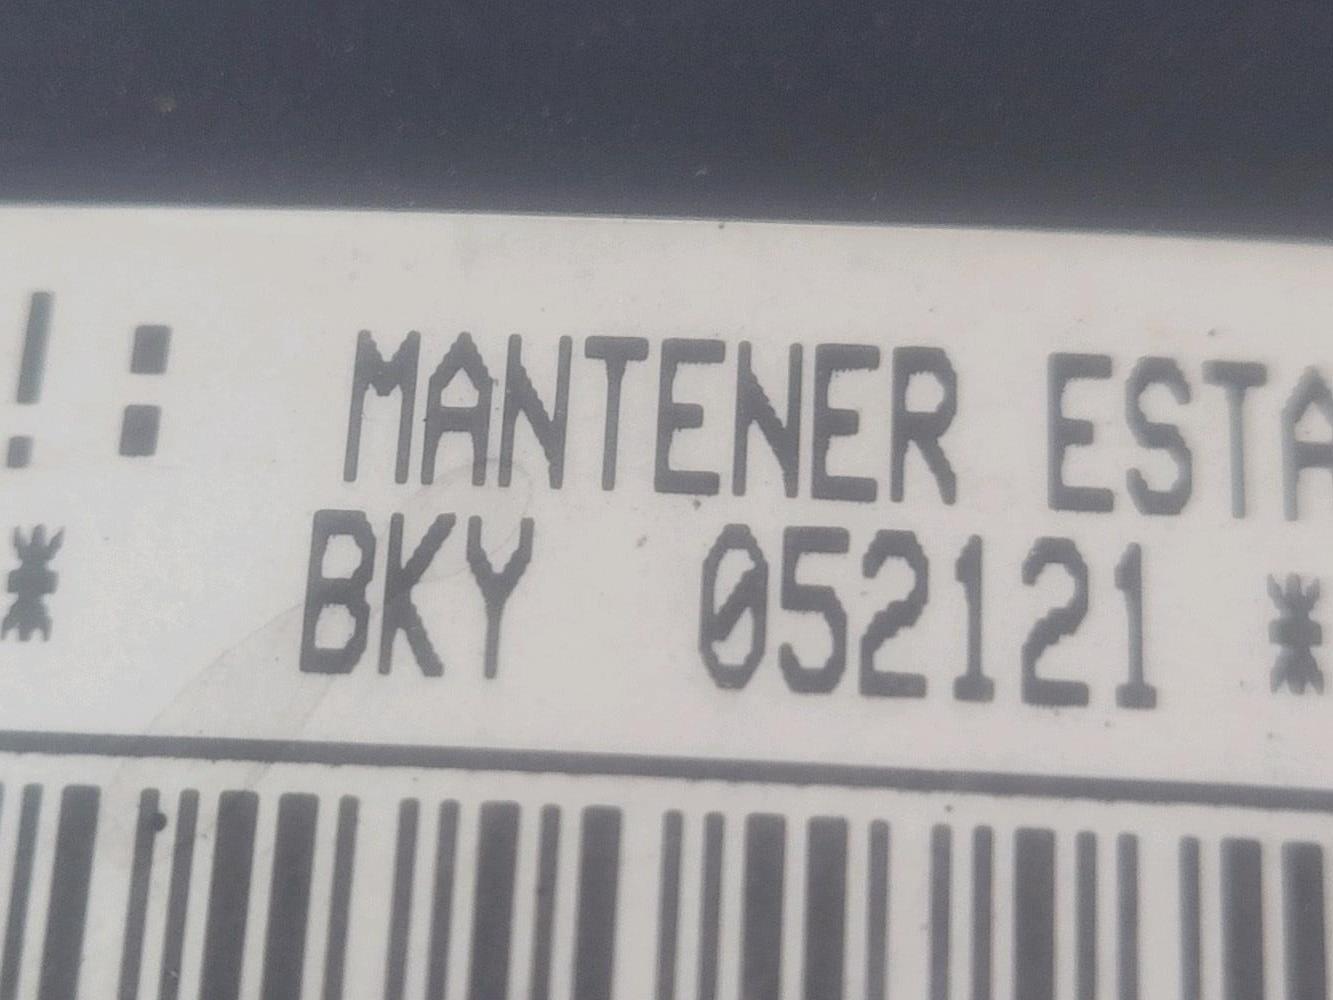 !: MANTENER ESTA
* BKY 052121 *